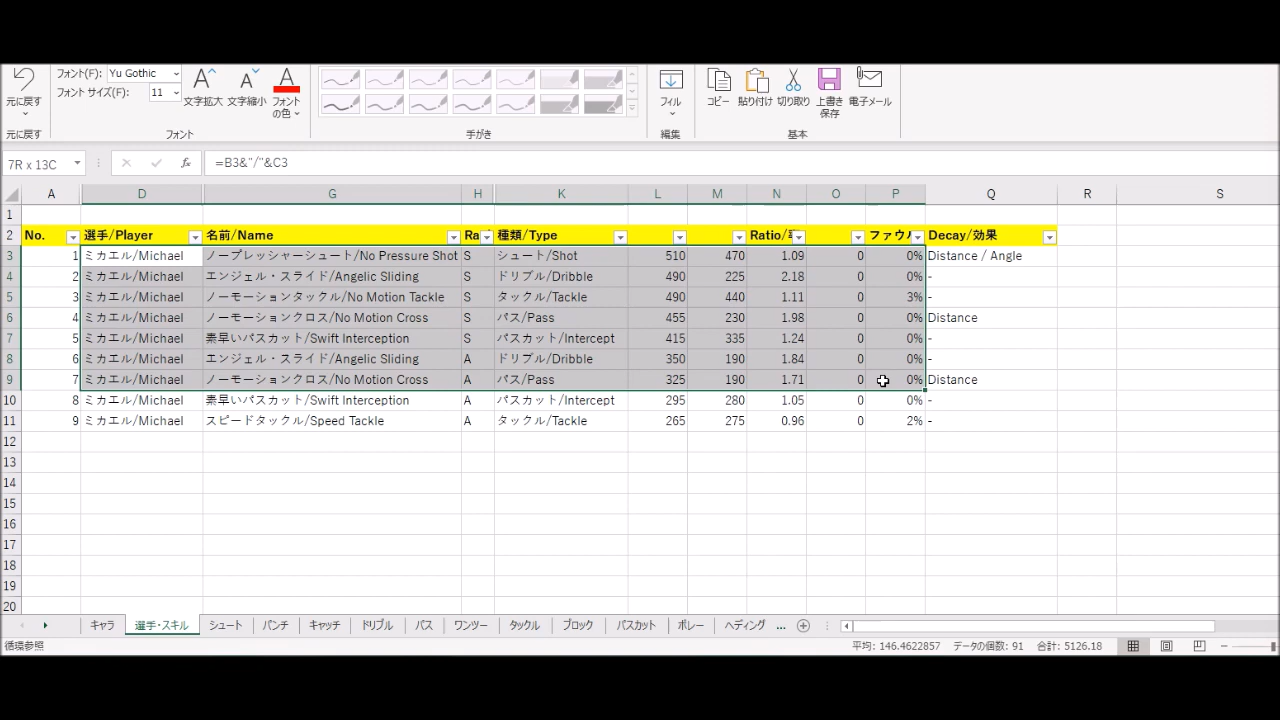 元に戻す
元に戻す
フォント(F): Yu Gothic
フォント サイズ(F): 11
文字拡大 文字縮小 フォントの色
フォント
手がき
フィル
編集
コピー 貼り付け 切り取り 上書き保存 電子メール
基本
7R x 13C
fx =B3&"/"&C3
A D G H K L M N O P Q R S
1
2 No. 選手/Player 名前/Name Ra 種類/Type Ratio/ ファウル Decay/効果
3 1 ミカエル/Michael ノープレッシャーシュート/No Pressure Shot S シュート/Shot 510 470 1.09 0 0% Distance / Angle
4 2 ミカエル/Michael エンジェル・スライド/Angelic Sliding S ドリブル/Dribble 490 225 2.18 0 0% -
5 3 ミカエル/Michael ノーモーションタックル/No Motion Tackle S タックル/Tackle 490 440 1.11 0 3% -
6 4 ミカエル/Michael ノーモーションクロス/No Motion Cross S パス/Pass 455 230 1.98 0 0% Distance
7 5 ミカエル/Michael 素早いパスカット/Swift Interception S パスカット/Intercept 415 335 1.24 0 0% -
8 6 ミカエル/Michael エンジェル・スライド/Angelic Sliding A ドリブル/Dribble 350 190 1.84 0 0% -
9 7 ミカエル/Michael ノーモーションクロス/No Motion Cross A パス/Pass 325 190 1.71 0 0% Distance
10 8 ミカエル/Michael 素早いパスカット/Swift Interception A パスカット/Intercept 295 280 1.05 0 0% -
11 9 ミカエル/Michael スピードタックル/Speed Tackle A タックル/Tackle 265 275 0.96 0 2% -
12
13
14
15
16
17
18
19
20
キャラ 選手・スキル シュート パンチ キャッチ ドリブル パス ワンツー タックル ブロック パスカット ボレー ヘディング ...
循環参照 平均: 146.4622857 データの個数: 91 合計: 5126.18